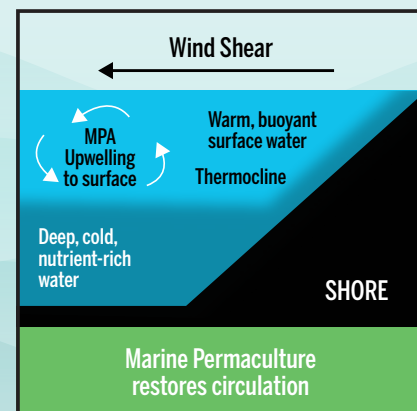 Wind Shear
MPA
Upwelling
to surface
Warm, buoyant
surface water
Thermocline
Deep, cold,
nutrient-rich
water
SHORE
Marine Permaculture
restores circulation